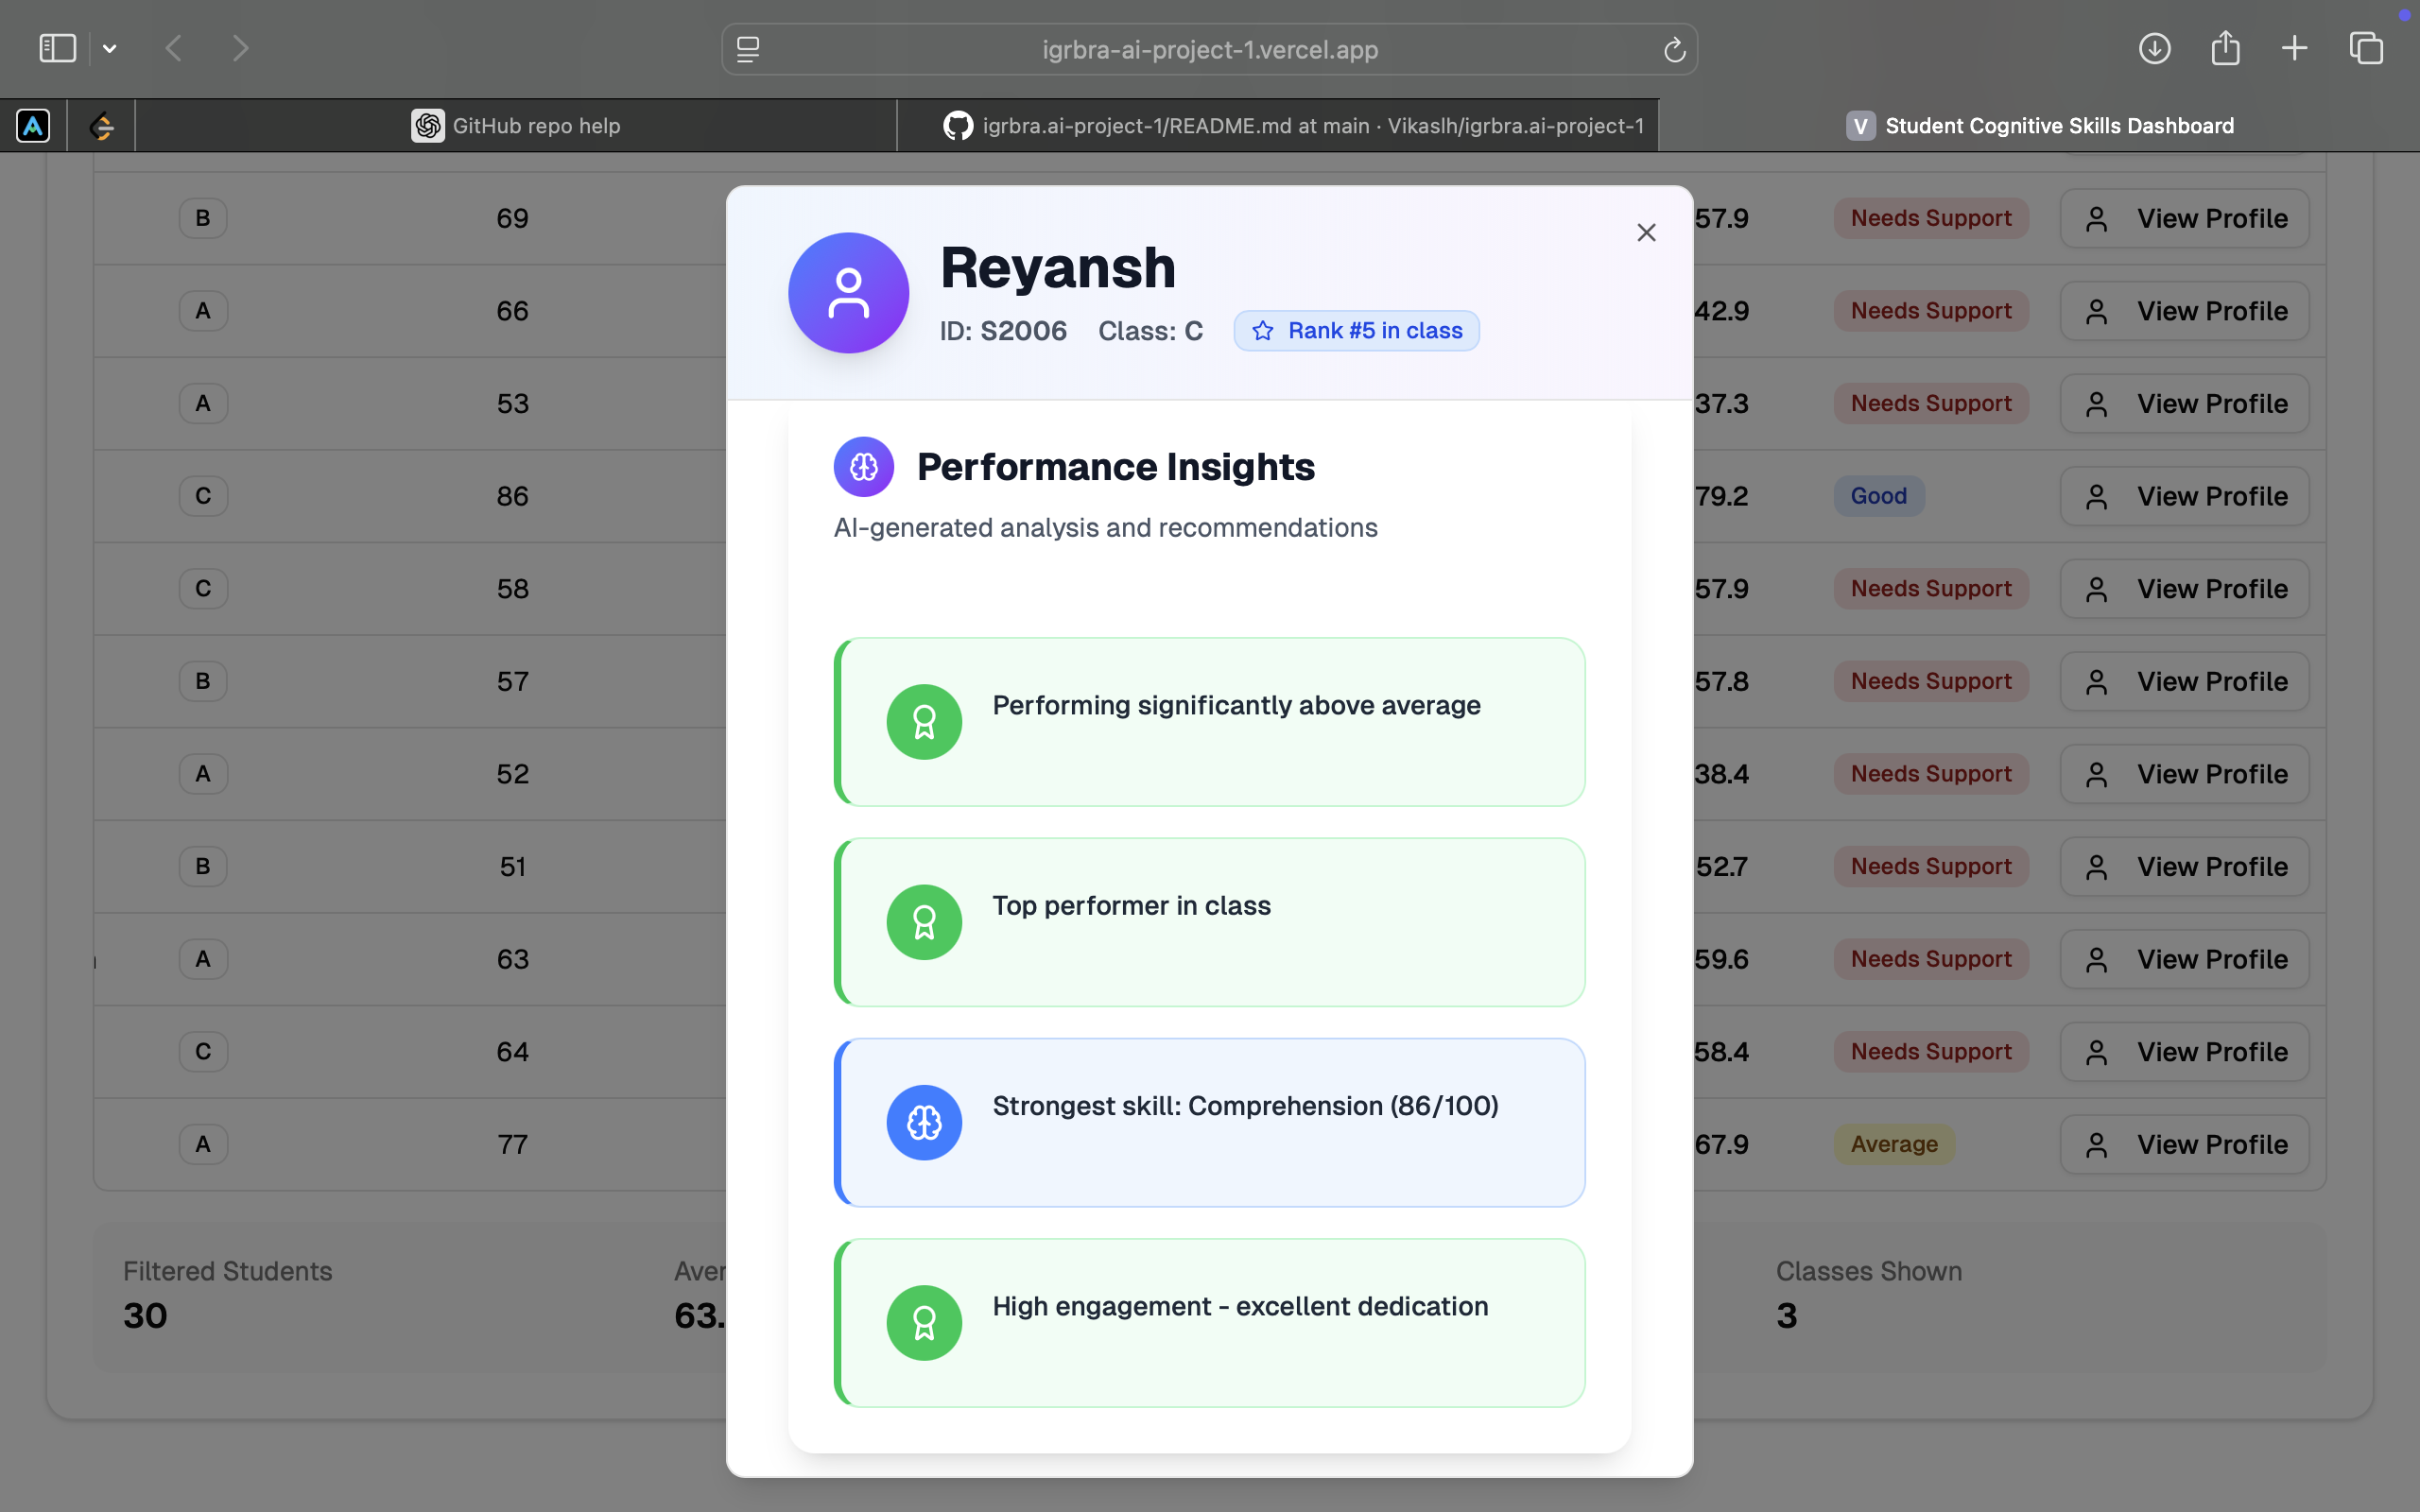 igrbra-ai-project-1.vercel.app
GitHub repo help
igrbra.ai-project-1/README.md at main · Vikaslh/igrbra.ai-project-1
V Student Cognitive Skills Dashboard
B 69 57.9 Needs Support View Profile
A 66 42.9 Needs Support View Profile
A 53 37.3 Needs Support View Profile
C 86 79.2 Good View Profile
C 58 57.9 Needs Support View Profile
B 57 57.8 Needs Support View Profile
A 52 38.4 Needs Support View Profile
B 51 52.7 Needs Support View Profile
A 63 59.6 Needs Support View Profile
C 64 58.4 Needs Support View Profile
A 77 67.9 Average View Profile
Filtered Students
30
Aver
63.
Classes Shown
3
Reyansh
ID: S2006 Class: C Rank #5 in class
Performance Insights
AI-generated analysis and recommendations
Performing significantly above average
Top performer in class
Strongest skill: Comprehension (86/100)
High engagement - excellent dedication